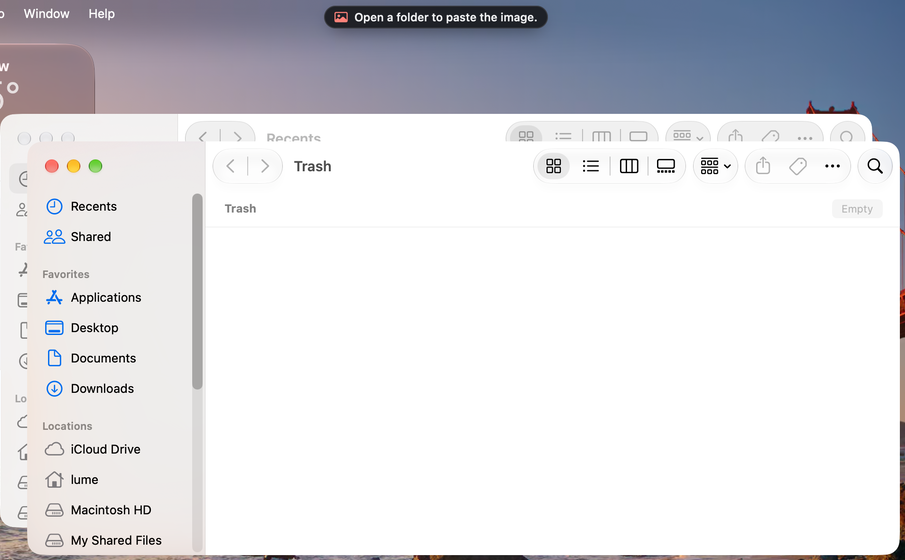 Window Help
Open a folder to paste the image.
Recents
Trash
Trash
Empty
Recents
Shared
Favorites
Applications
Desktop
Documents
Downloads
Locations
iCloud Drive
lume
Macintosh HD
My Shared Files